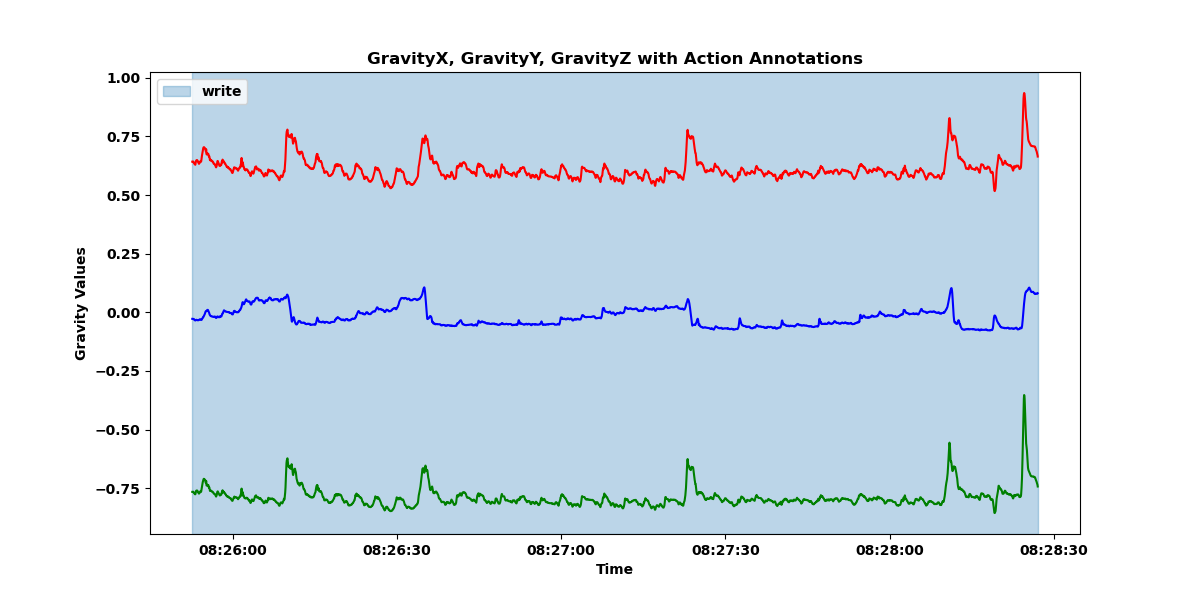 GravityX, GravityY, GravityZ with Action Annotations
write
1.00
0.75
0.50
0.25
0.00
−0.25
−0.50
−0.75
Gravity Values
08:26:00 08:26:30 08:27:00 08:27:30 08:28:00 08:28:30
Time